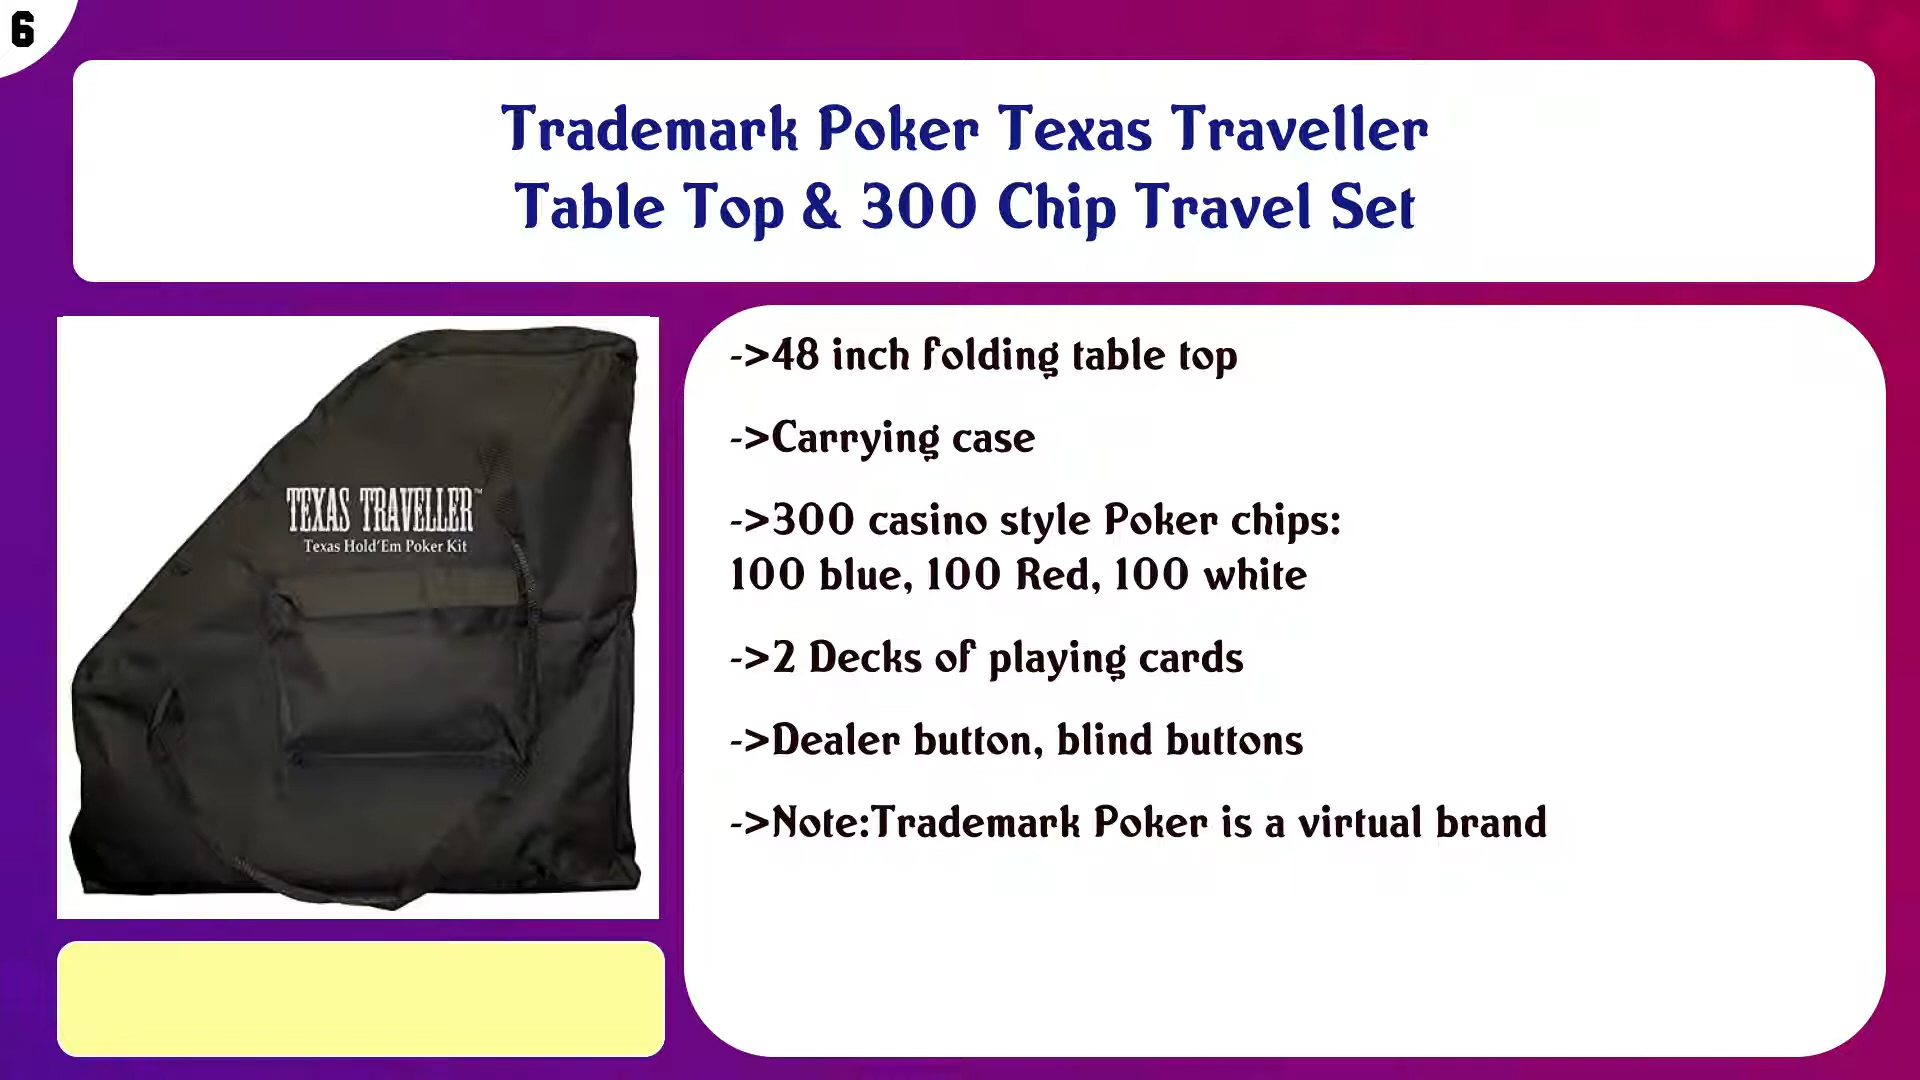 6
Trademark Poker Texas Traveller
Table Top & 300 Chip Travel Set
TEXAS TRAVELLER™
Texas Hold'Em Poker Kit
->48 inch folding table top
->Carrying case
->300 casino style Poker chips:
100 blue, 100 Red, 100 white
->2 Decks of playing cards
->Dealer button, blind buttons
->Note:Trademark Poker is a virtual brand